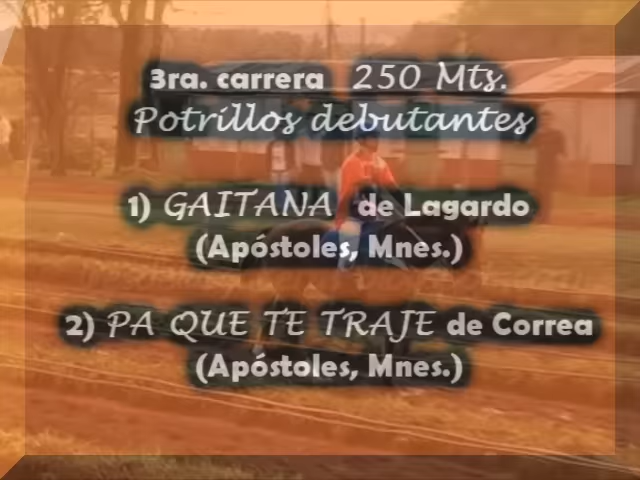 3ra. carrera 250 Mts.
Potrillos debutantes
1) GAITANA de Lagardo
(Apóstoles, Mnes.)
2) PA QUE TE TRAJE de Correa
(Apóstoles, Mnes.)